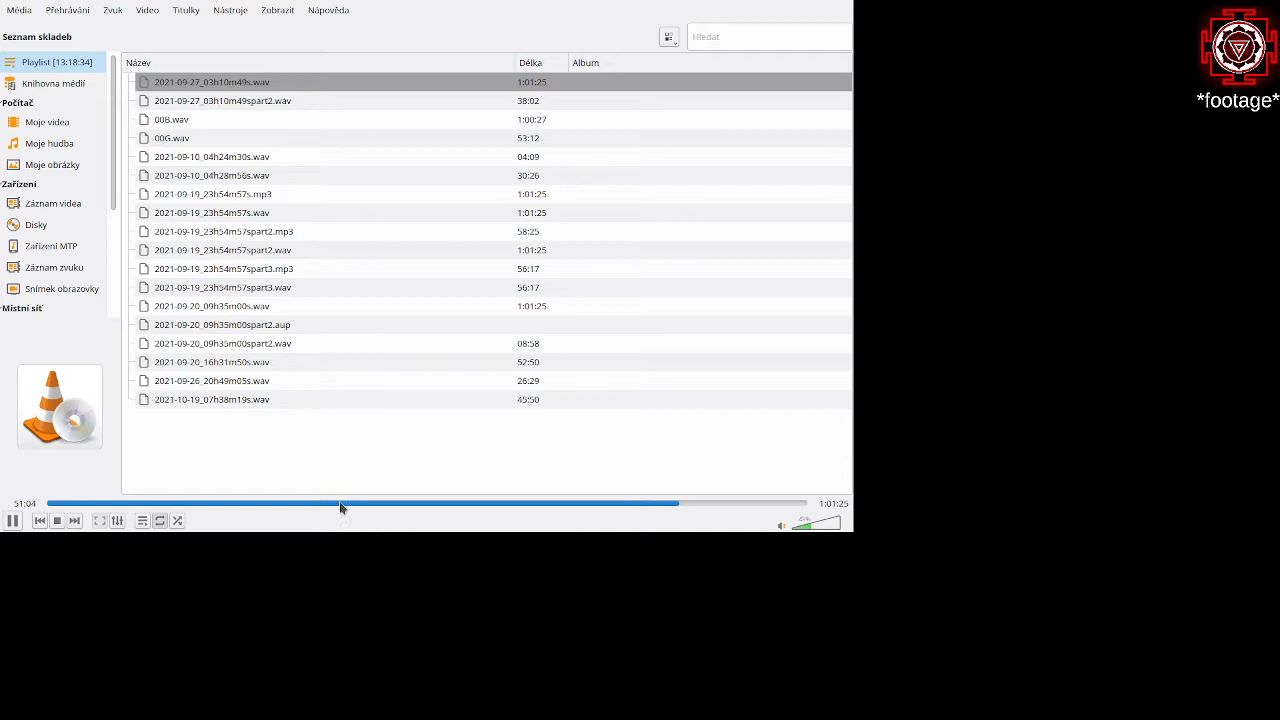 Média Přehrávání Zvuk Video Titulky Nástroje Zobrazit Nápověda
Seznam skladeb
Hledat
*footage*
Playlist [13:18:34]
Knihovna médií
Počítač
Moje videa
Moje hudba
Moje obrázky
Zařízení
Záznam videa
Disky
Zařízení MTP
Záznam zvuku
Snímek obrazovky
Místní síť
Název Délka Album
2021-09-27_03h10m49s.wav 1:01:25
2021-09-27_03h10m49spart2.wav 38:02
00B.wav 1:00:27
00G.wav 53:12
2021-09-10_04h24m30s.wav 04:09
2021-09-10_04h28m56s.wav 30:26
2021-09-19_23h54m57s.mp3 1:01:25
2021-09-19_23h54m57s.wav 1:01:25
2021-09-19_23h54m57spart2.mp3 58:25
2021-09-19_23h54m57spart2.wav 1:01:25
2021-09-19_23h54m57spart3.mp3 56:17
2021-09-19_23h54m57spart3.wav 56:17
2021-09-20_09h35m00s.wav 1:01:25
2021-09-20_09h35m00spart2.aup
2021-09-20_09h35m00spart2.wav 08:58
2021-09-20_16h31m50s.wav 52:50
2021-09-26_20h49m05s.wav 26:29
2021-10-19_07h38m19s.wav 45:50
51:04 1:01:25